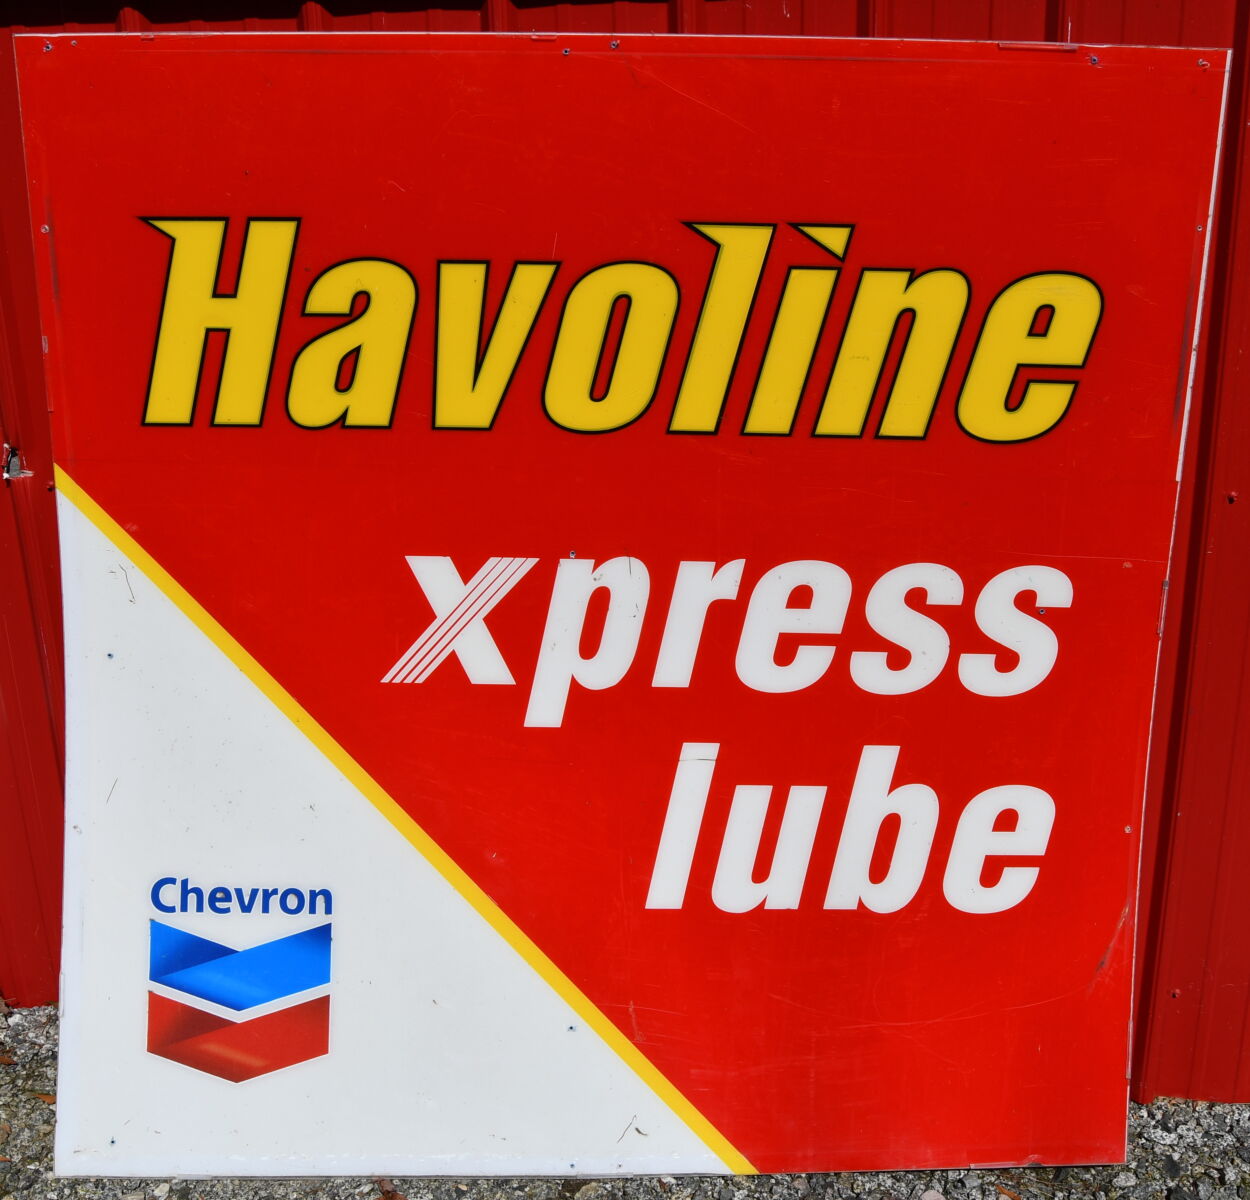 Havoline
xpress
lube
Chevron